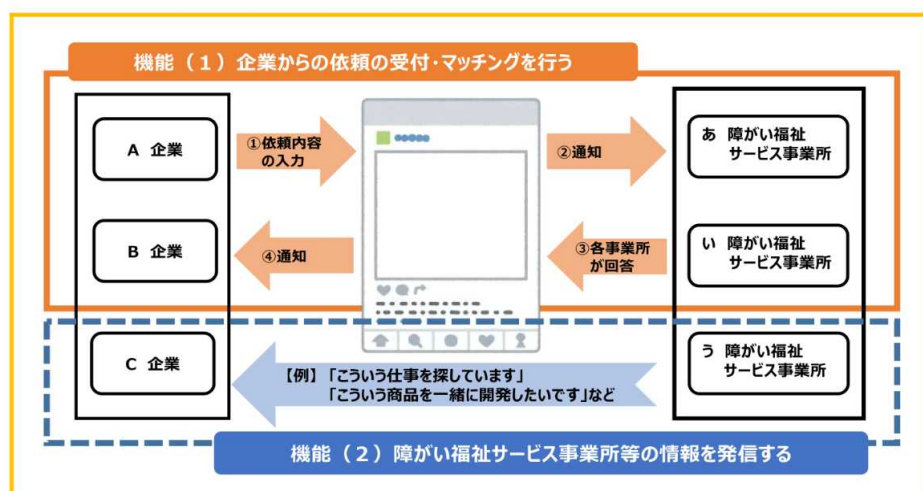 機能（１）企業からの依頼の受付・マッチングを行う
A 企業
①依頼内容
の入力
②通知
あ 障がい福祉
サービス事業所
B 企業
④通知
③各事業所
が回答
い 障がい福祉
サービス事業所
C 企業
【例】「こういう仕事を探しています」
「こういう商品を一緒に開発したいです」など
う 障がい福祉
サービス事業所
機能（２）障がい福祉サービス事業所等の情報を発信する